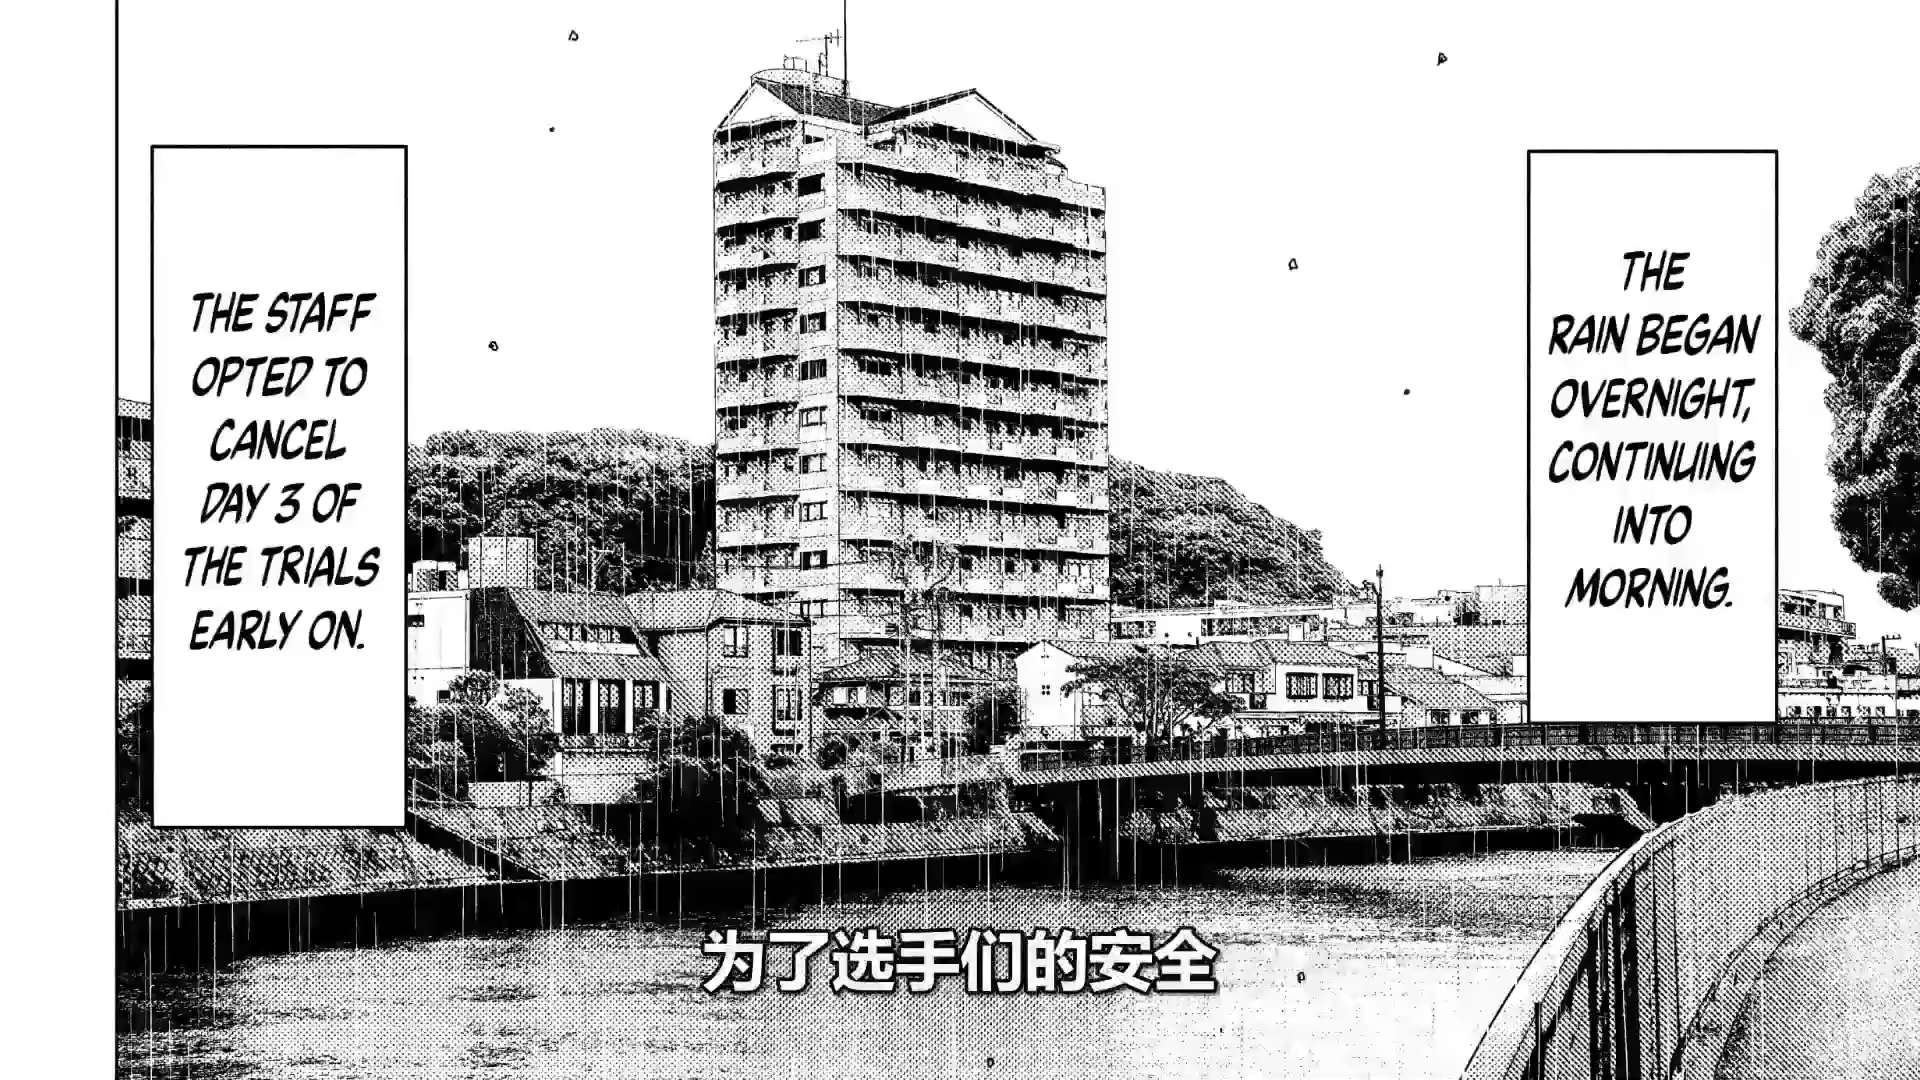 THE
RAIN BEGAN
OVERNIGHT,
CONTINUING
INTO
MORNING.
THE STAFF
OPTED TO
CANCEL
DAY 3 OF
THE TRIALS
EARLY ON.
为了选手们的安全